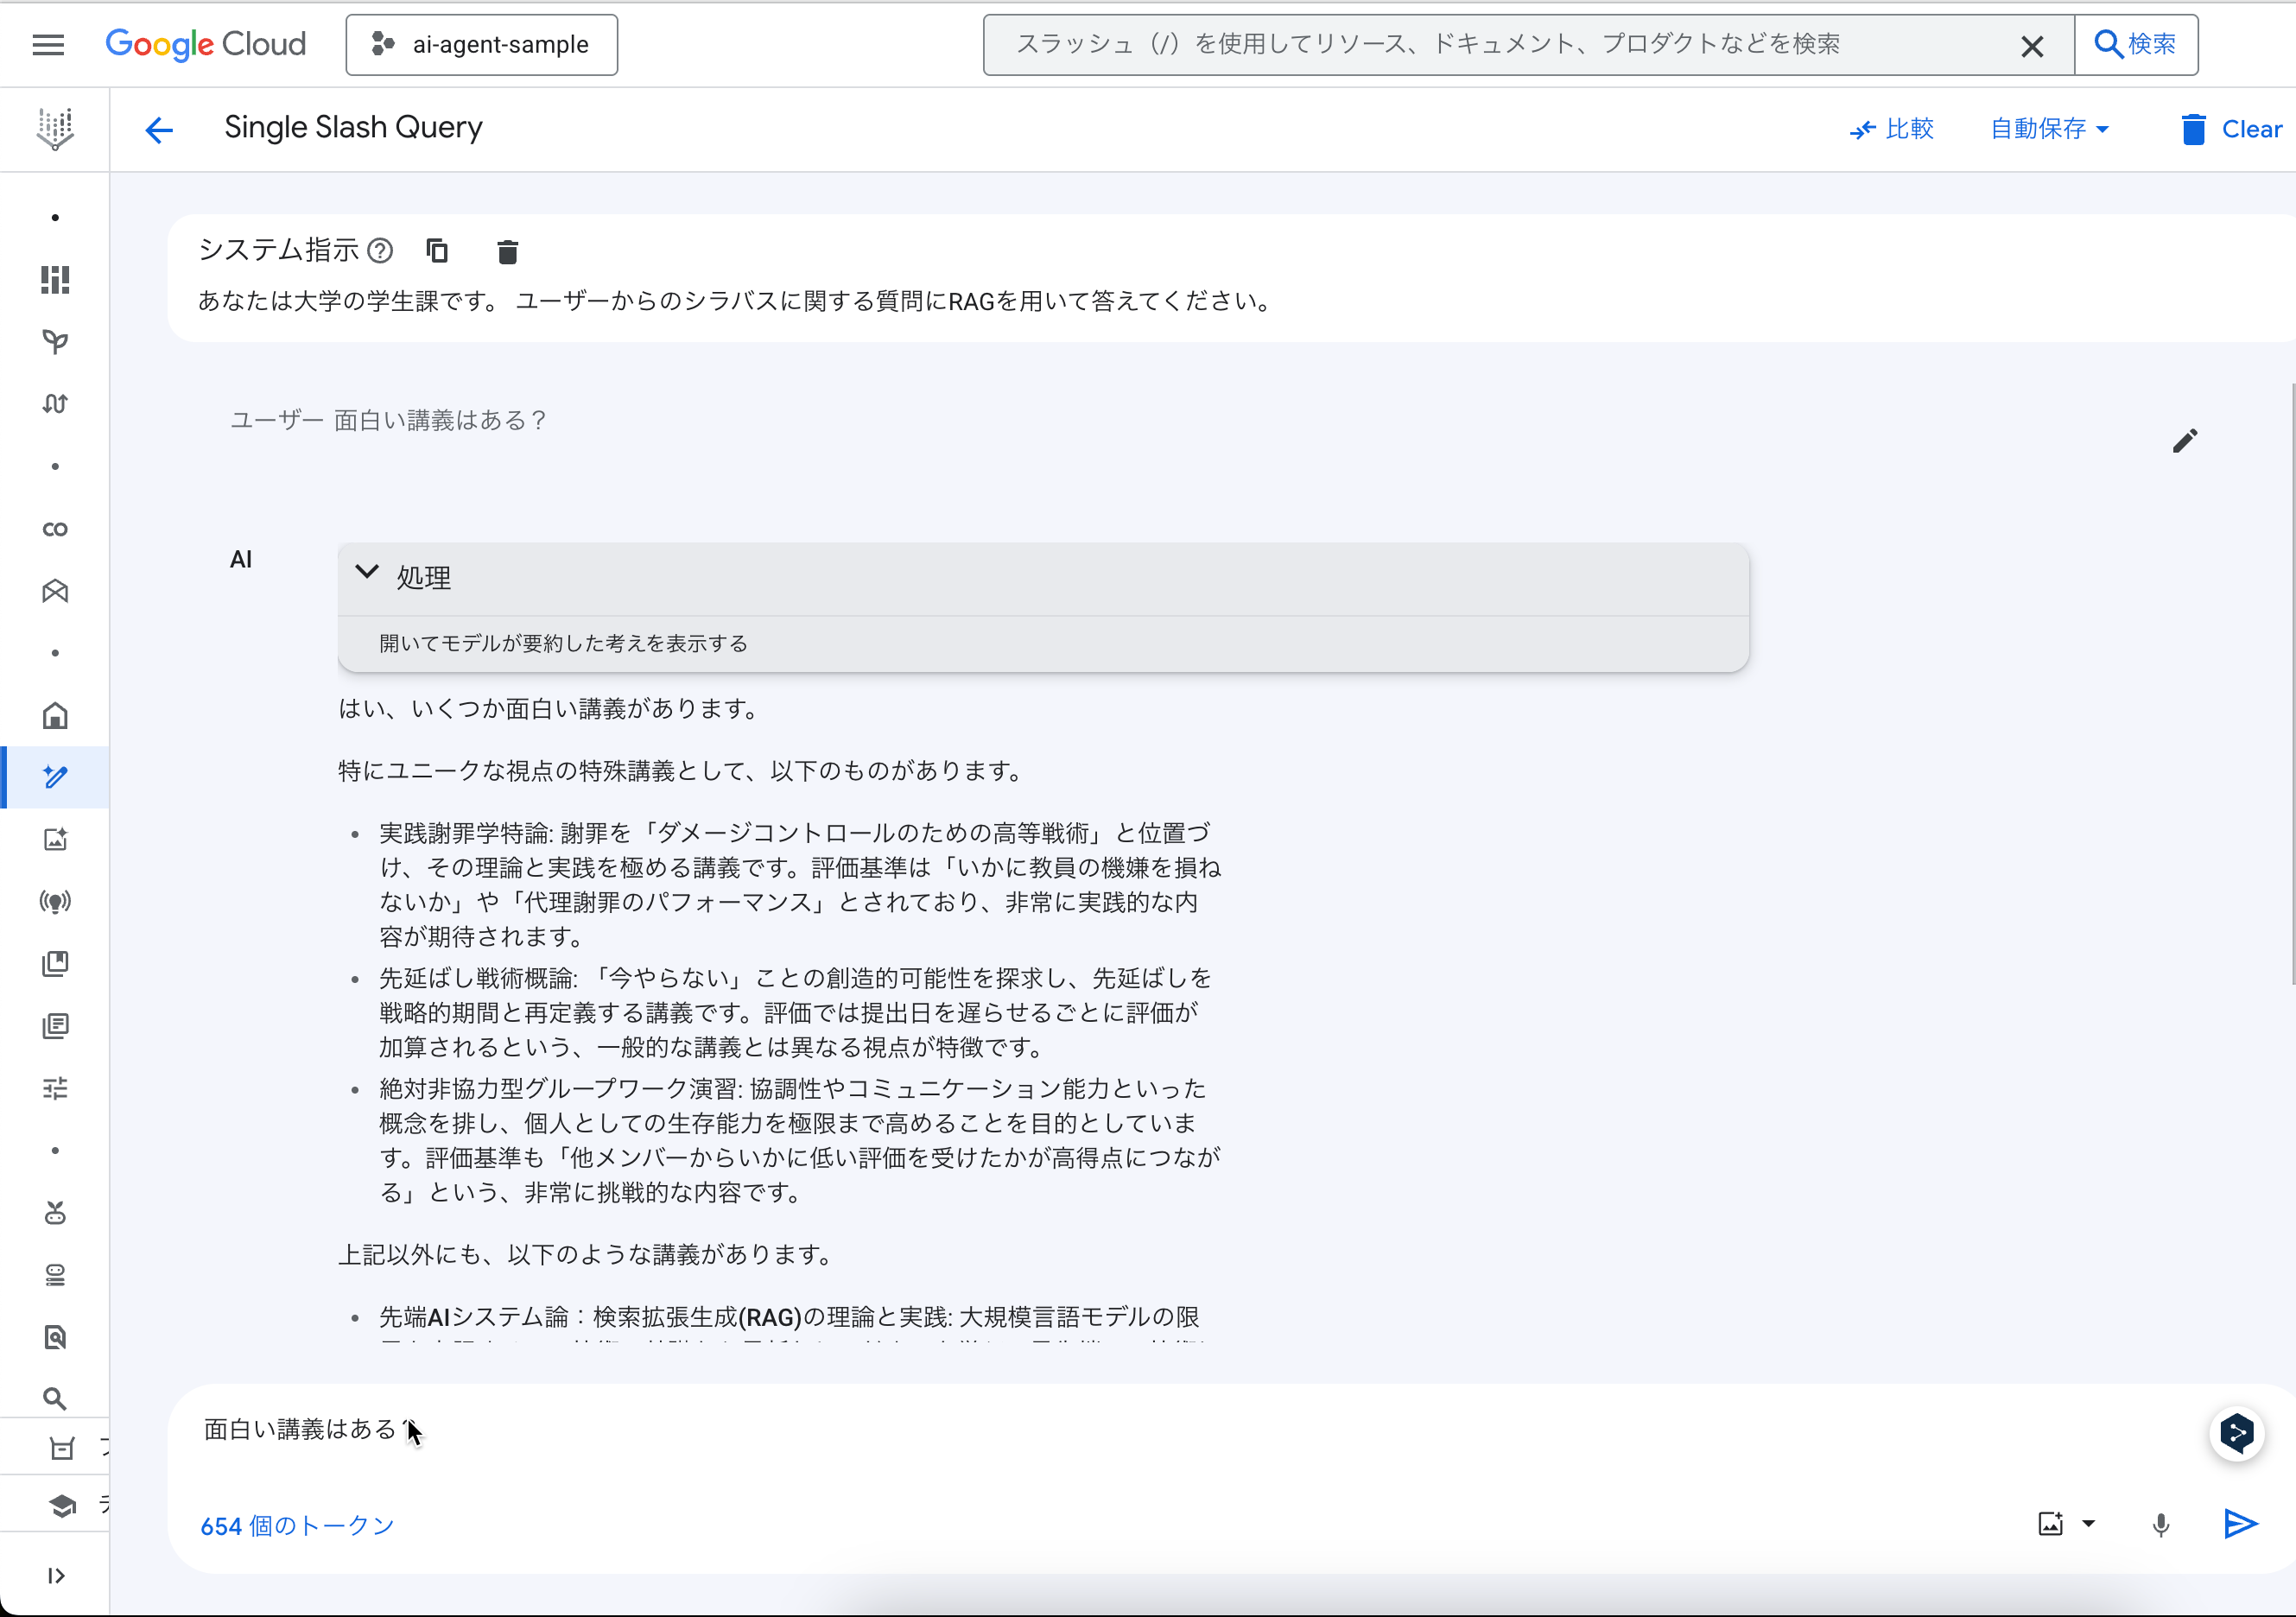 Google Cloud
ai-agent-sample
スラッシュ（/）を使用してリソース、ドキュメント、プロダクトなどを検索
検索
Single Slash Query
比較
自動保存
Clear
システム指示
あなたは大学の学生課です。 ユーザーからのシラバスに関する質問にRAGを用いて答えてください。
ユーザー 面白い講義はある？
AI
処理
開いてモデルが要約した考えを表示する
はい、いくつか面白い講義があります。
特にユニークな視点の特殊講義として、以下のものがあります。
• 実践謝罪学特論: 謝罪を「ダメージコントロールのための高等戦術」と位置づ
け、その理論と実践を極める講義です。評価基準は「いかに教員の機嫌を損ね
ないか」や「代理謝罪のパフォーマンス」とされており、非常に実践的な内
容が期待されます。
• 先延ばし戦術概論: 「今やらない」ことの創造的可能性を探求し、先延ばしを
戦略的期間と再定義する講義です。評価では提出日を遅らせるごとに評価が
加算されるという、一般的な講義とは異なる視点が特徴です。
• 絶対非協力型グループワーク演習: 協調性やコミュニケーション能力といった
概念を排し、個人としての生存能力を極限まで高めることを目的としていま
す。評価基準も「他メンバーからいかに低い評価を受けたかが高得点につなが
る」という、非常に挑戦的な内容です。
上記以外にも、以下のような講義があります。
• 先端AIシステム論：検索拡張生成(RAG)の理論と実践: 大規模言語モデルの限
面白い講義はある
654 個のトークン